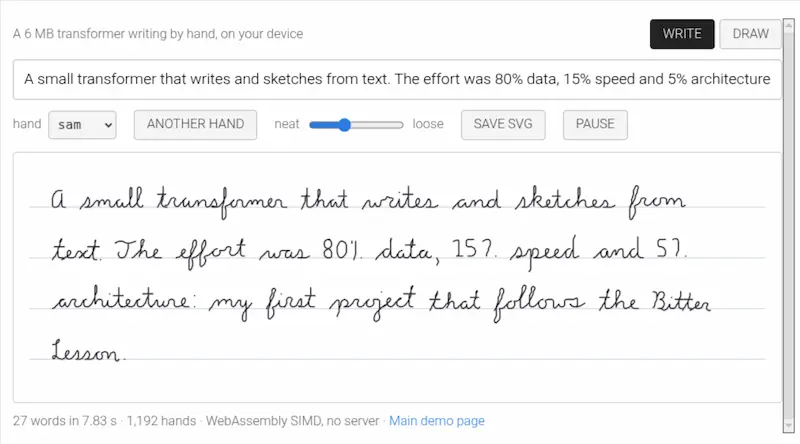 A 6 MB transformer writing by hand, on your device
WRITE
DRAW
A small transformer that writes and sketches from text. The effort was 80% data, 15% speed and 5% architecture
hand
sam
ANOTHER HAND
neat
loose
SAVE SVG
PAUSE
A small transformer that writes and sketches from
text. The effort was 80%. data, 15?. speed and 5?.
architecture: my first project that follows the Bitter
Lesson.
27 words in 7.83 s · 1,192 hands · WebAssembly SIMD, no server · Main demo page